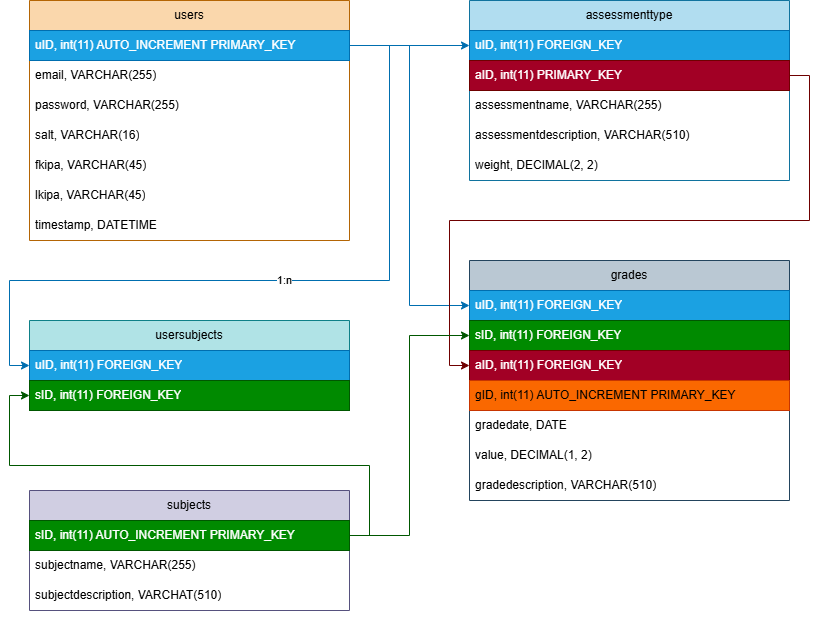 users
uID, int(11) AUTO_INCREMENT PRIMARY_KEY
email, VARCHAR(255)
password, VARCHAR(255)
salt, VARCHAR(16)
fkipa, VARCHAR(45)
lkipa, VARCHAR(45)
timestamp, DATETIME
assessmenttype
uID, int(11) FOREIGN_KEY
aID, int(11) PRIMARY_KEY
assessmentname, VARCHAR(255)
assessmentdescription, VARCHAR(510)
weight, DECIMAL(2, 2)
1:n
usersubjects
uID, int(11) FOREIGN_KEY
sID, int(11) FOREIGN_KEY
grades
uID, int(11) FOREIGN_KEY
sID, int(11) FOREIGN_KEY
aID, int(11) FOREIGN_KEY
gID, int(11) AUTO_INCREMENT PRIMARY_KEY
gradedate, DATE
value, DECIMAL(1, 2)
gradedescription, VARCHAR(510)
subjects
sID, int(11) AUTO_INCREMENT PRIMARY_KEY
subjectname, VARCHAR(255)
subjectdescription, VARCHAT(510)